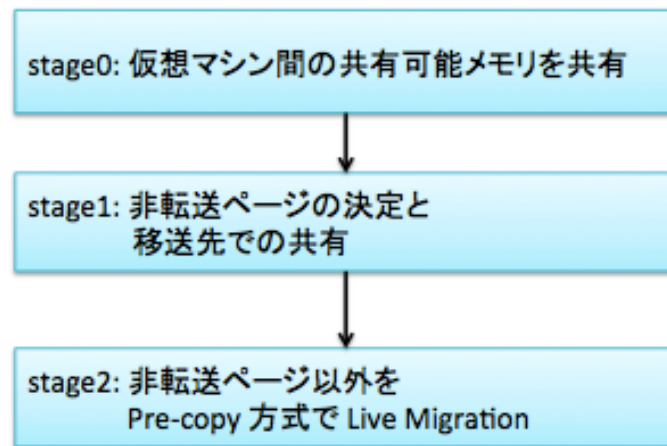 stage0: 仮想マシン間の共有可能メモリを共有
stage1: 非転送ページの決定と
移送先での共有
stage2: 非転送ページ以外を
Pre-copy 方式で Live Migration